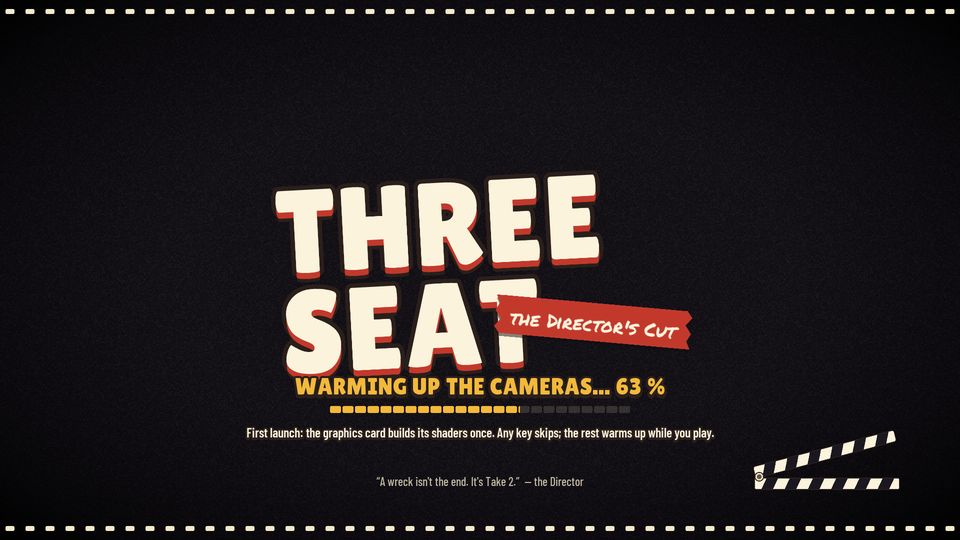 THREE
SEAT
THE DIRECTOR'S CUT
WARMING UP THE CAMERAS... 63 %
First launch: the graphics card builds its shaders once. Any key skips; the rest warms up while you play.
"A wreck isn't the end. It's Take 2." — the Director